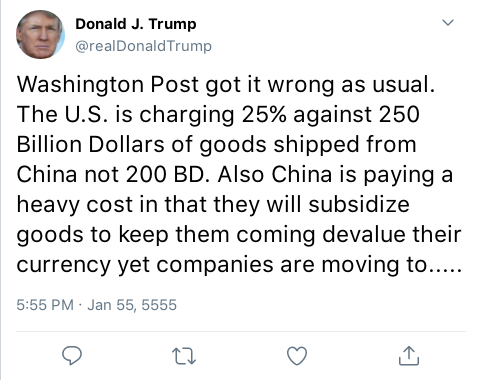 Donald J. Trump
@realDonaldTrump
Washington Post got it wrong as usual.
The U.S. is charging 25% against 250
Billion Dollars of goods shipped from
China not 200 BD. Also China is paying a
heavy cost in that they will subsidize
goods to keep them coming devalue their
currency yet companies are moving to.....
5:55 PM · Jan 55, 5555